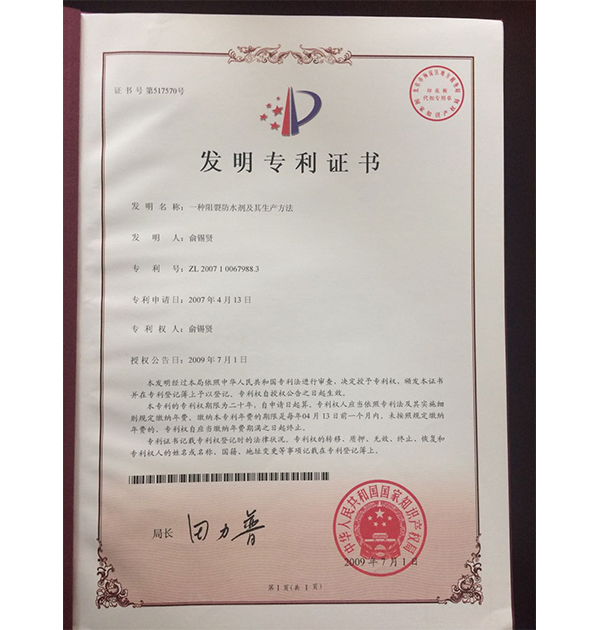 证书号第517570号
发明专利证书
发明名称：一种阻裂防水剂及其生产方法
发明人：俞锡贤
专利号：ZL 2007 1 0067988.3
专利申请日：2007年4月13日
专利权人：俞锡贤
授权公告日：2009年7月1日
本发明经过本局依照中华人民共和国专利法进行审查，决定授予专利权，颁发本证书
并在专利登记簿上予以登记。专利权自授权公告之日起生效。
本专利的专利权期限为二十年，自申请日起算。专利权人应当依照专利法及其实施细
则规定缴纳年费。缴纳本专利年费的期限是每年04月13日前一个月内。未按照规定缴纳
年费的，专利权自应当缴纳年费期满之日起终止。
专利证书记载专利权登记时的法律状况。专利权的转移、质押、无效、终止、恢复和
专利权人的姓名或名称、国籍、地址变更等事项记载在专利登记簿上。
局长
田力普
中华人民共和国国家知识产权局
2009年7月1日
第1页(共1页)